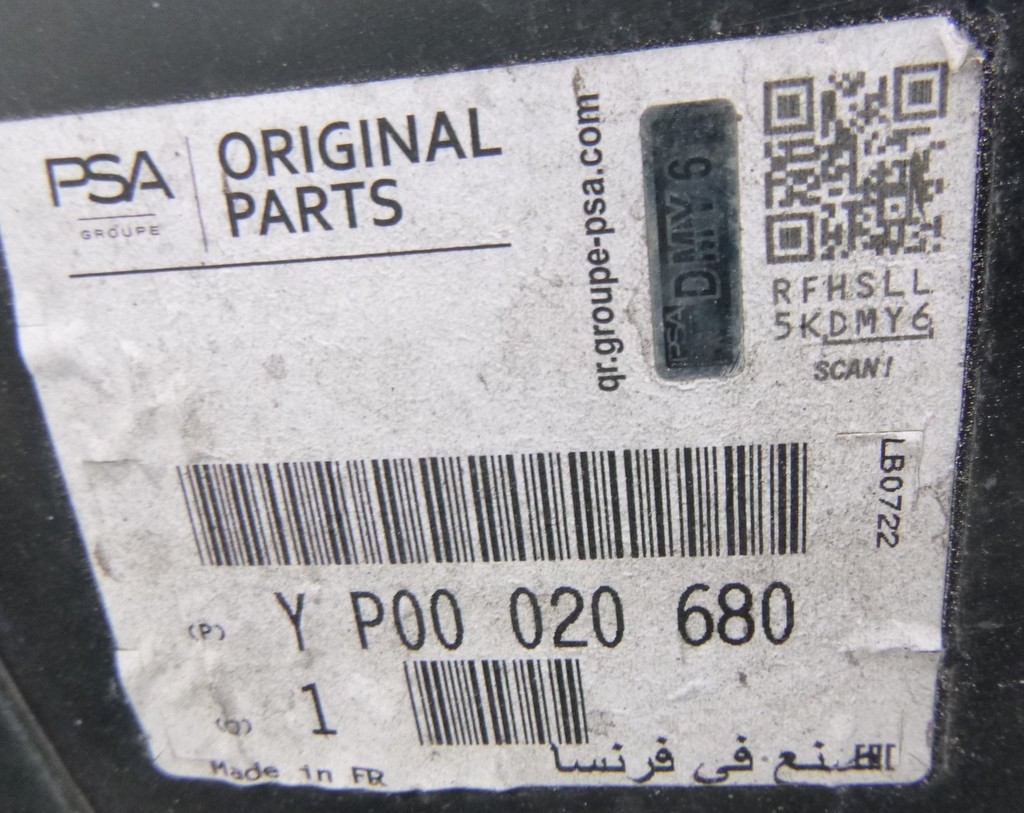 PSA
GROUPE
ORIGINAL
PARTS
qr.groupe-psa.com
PSA DMY6
RFHSLL
5KDMY6
SCAN!
LB0722
(P) Y P00 020 680
(Q) 1
Made in FR
صنع في فرنسا
EAC